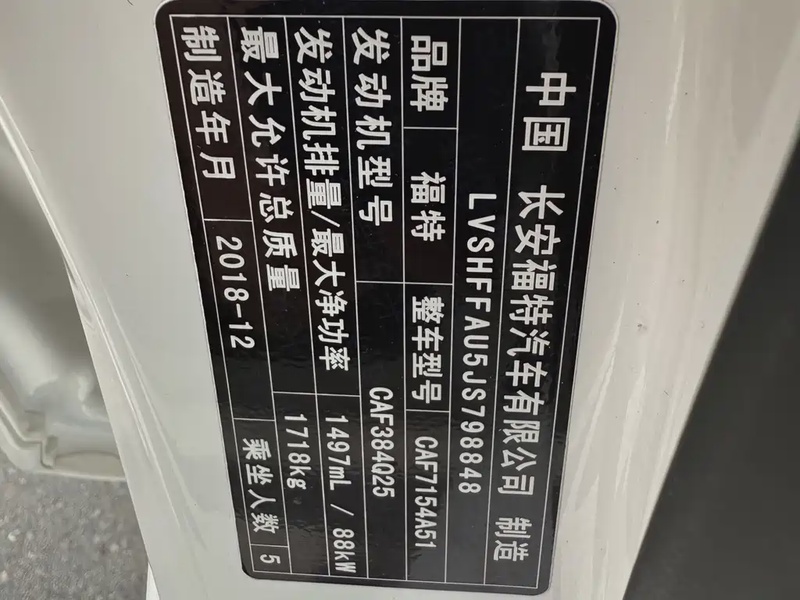 中国 长安福特汽车有限公司 制造
LVSHFFAU5JS798848
品牌 福特 整车型号 CAF7154A51
发动机型号 CAF384Q25
发动机排量/最大净功率 1497mL / 88kW
最大允许总质量 1718kg
制造年月 2018-12 乘坐人数 5